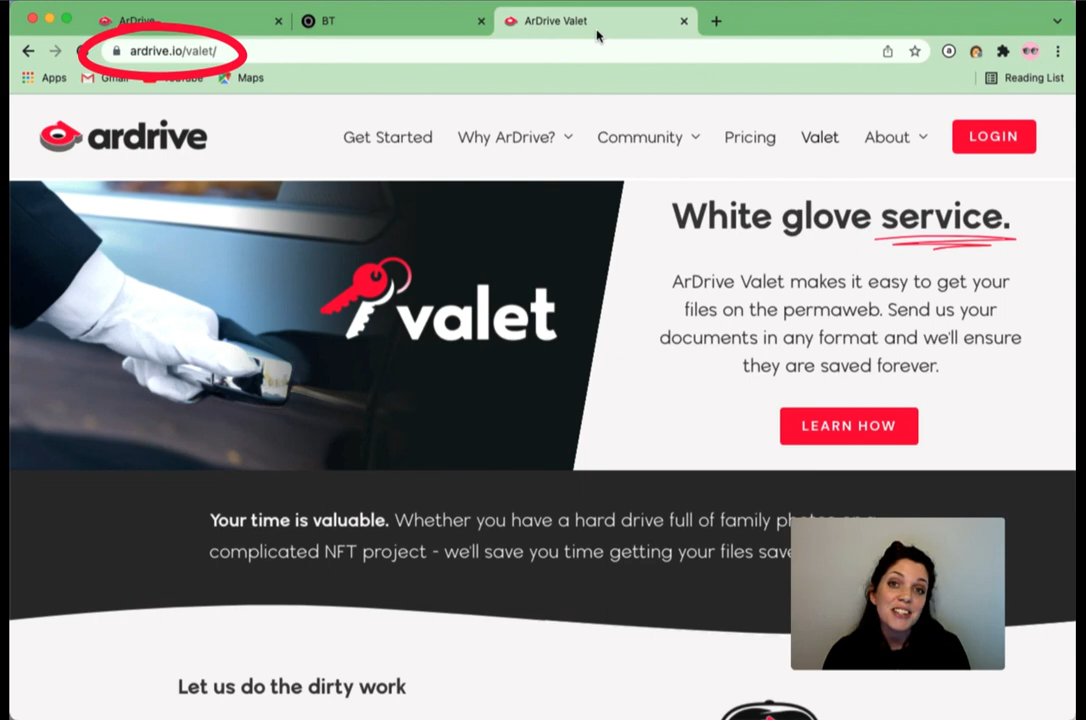 ArDrive
BT
ArDrive Valet
ardrive.io/valet/
Apps
Gmail
YouTube
Maps
Reading List
ardrive
Get Started
Why ArDrive?
Community
Pricing
Valet
About
LOGIN
valet
White glove service.
ArDrive Valet makes it easy to get your
files on the permaweb. Send us your
documents in any format and we'll ensure
they are saved forever.
LEARN HOW
Your time is valuable. Whether you have a hard drive full of family photos or a
complicated NFT project - we'll save you time getting your files save
Let us do the dirty work